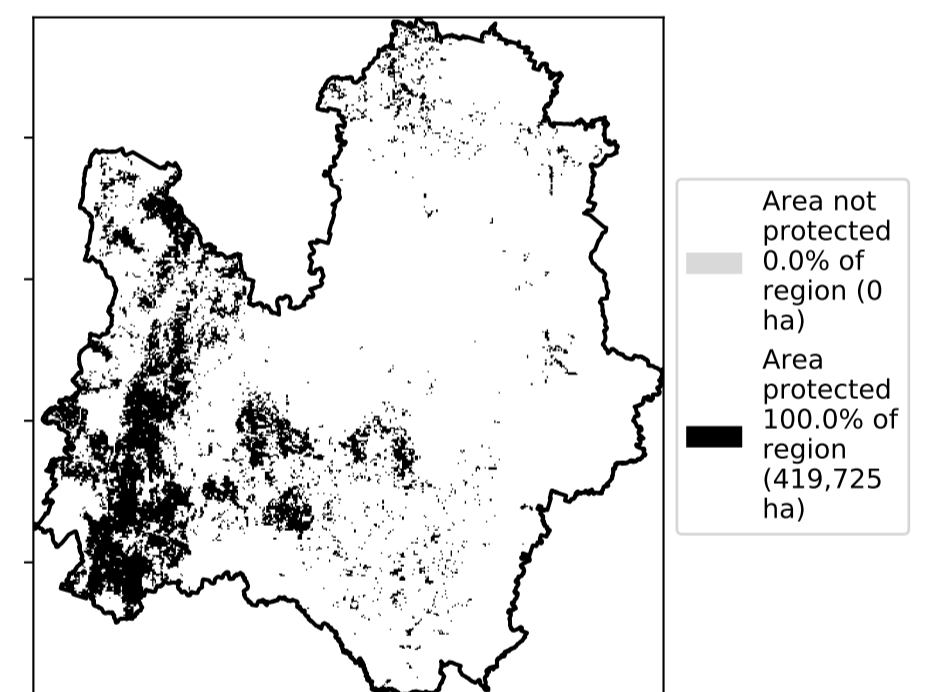 Area not
protected
0.0% of
region (0
ha)
Area
protected
100.0% of
region
(419,725
ha)